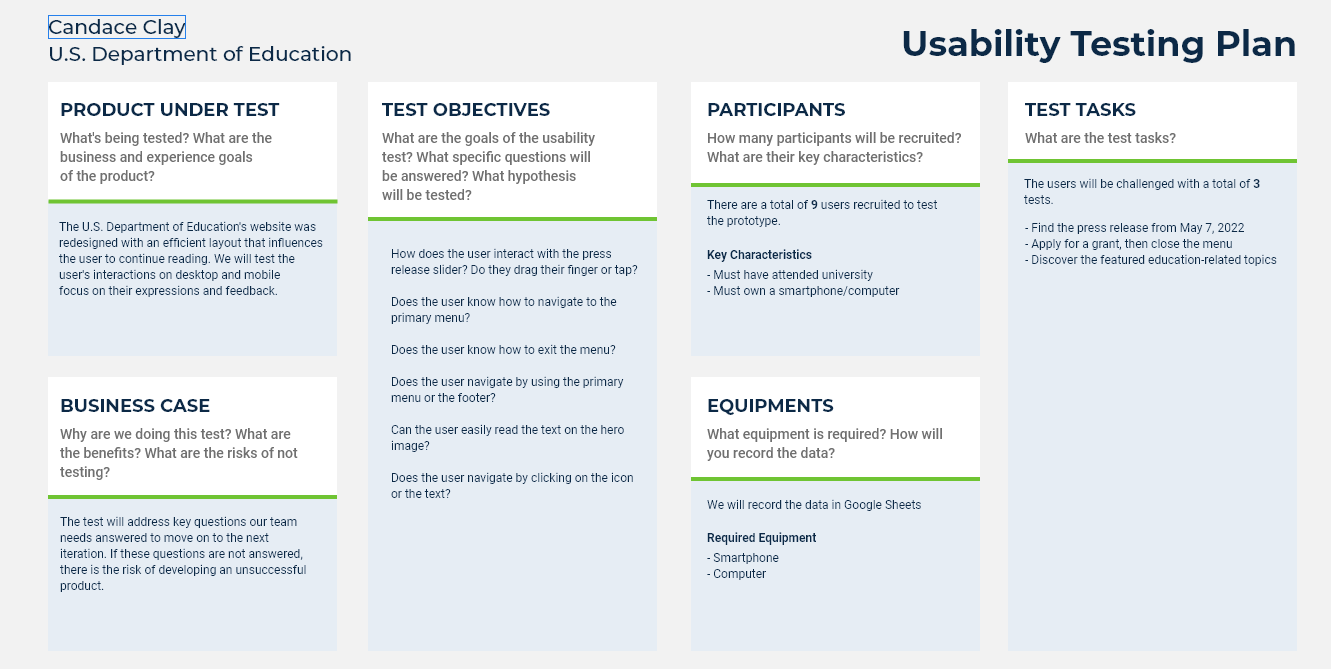 Candace Clay
U.S. Department of Education
Usability Testing Plan
PRODUCT UNDER TEST
What's being tested? What are the
business and experience goals
of the product?
The U.S. Department of Education's website was
redesigned with an efficient layout that influences
the user to continue reading. We will test the
user's interactions on desktop and mobile
focus on their expressions and feedback.
BUSINESS CASE
Why are we doing this test? What are
the benefits? What are the risks of not
testing?
The test will address key questions our team
needs answered to move on to the next
iteration. If these questions are not answered,
there is the risk of developing an unsuccessful
product.
TEST OBJECTIVES
What are the goals of the usability
test? What specific questions will
be answered? What hypothesis
will be tested?
How does the user interact with the press
release slider? Do they drag their finger or tap?
Does the user know how to navigate to the
primary menu?
Does the user know how to exit the menu?
Does the user navigate by using the primary
menu or the footer?
Can the user easily read the text on the hero
image?
Does the user navigate by clicking on the icon
or the text?
PARTICIPANTS
How many participants will be recruited?
What are their key characteristics?
There are a total of 9 users recruited to test
the prototype.
Key Characteristics
- Must have attended university
- Must own a smartphone/computer
EQUIPMENTS
What equipment is required? How will
you record the data?
We will record the data in Google Sheets
Required Equipment
- Smartphone
- Computer
TEST TASKS
What are the test tasks?
The users will be challenged with a total of 3
tests.
- Find the press release from May 7, 2022
- Apply for a grant, then close the menu
- Discover the featured education-related topics